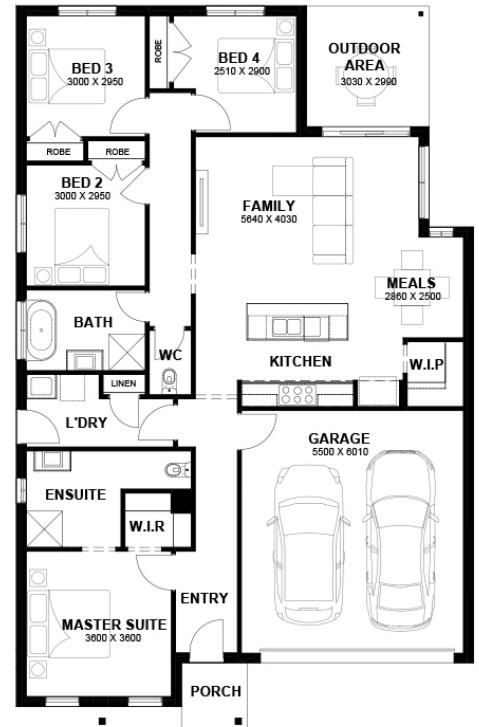 BED 3
3000 X 2950
ROBE
BED 4
2510 X 2900
OUTDOOR
AREA
3030 X 2990
ROBE
ROBE
BED 2
3000 X 2950
FAMILY
5640 X 4030
MEALS
2860 X 2500
BATH
WC
KITCHEN
W.I.P
LINEN
L'DRY
GARAGE
5500 X 6010
ENSUITE
W.I.R
ENTRY
MASTER SUITE
3600 X 3600
PORCH